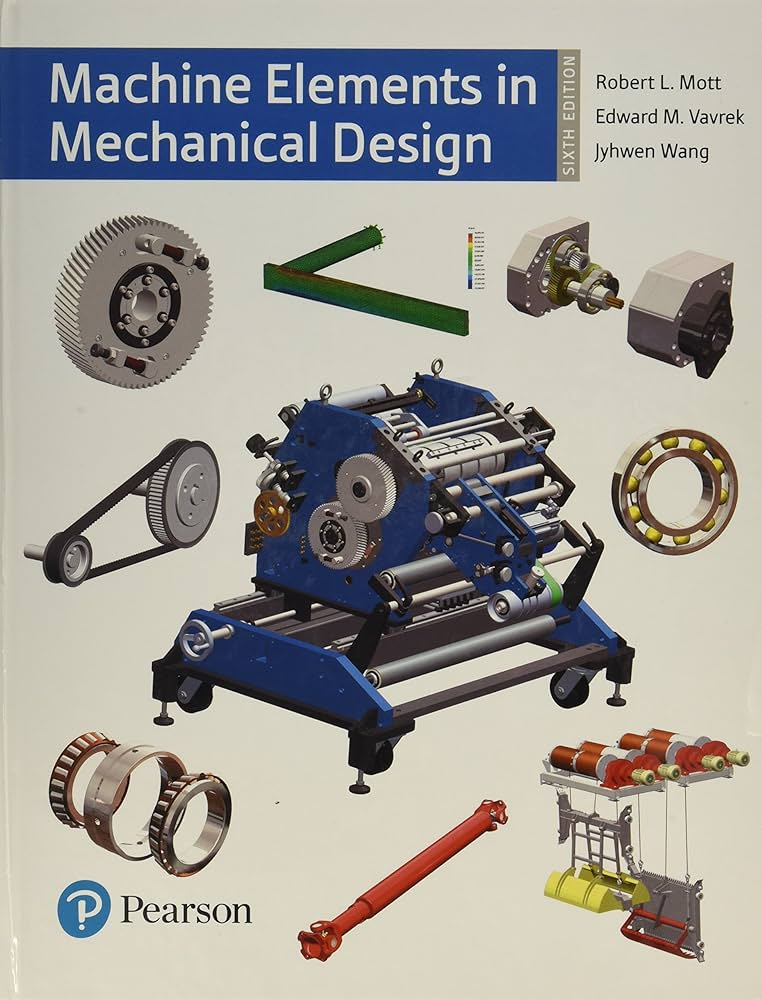 Machine Elements in
Mechanical Design
SIXTH EDITION
Robert L. Mott
Edward M. Vavrek
Jyhwen Wang
Pearson